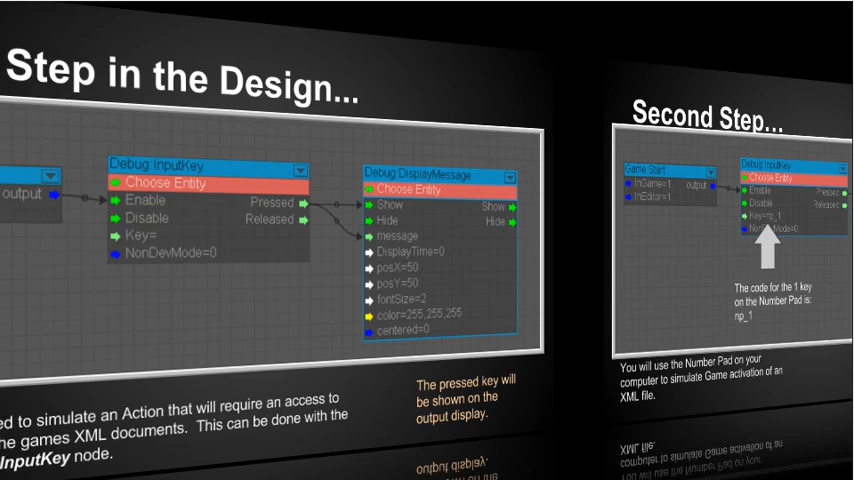 Step in the Design...
output
Debug:InputKey
Choose Entity
Enable
Disable
Key=
NonDevMode=0
Pressed
Released
Debug:DisplayMessage
Choose Entity
Show
Hide
message
DisplayTime=0
posX=50
posY=50
fontSize=2
color=255,255,255
centered=0
Show
Hide
ed to simulate an Action that will require an access to
he games XML documents. This can be done with the
InputKey node.
The pressed key will
be shown on the
output display.
Second Step...
Game Start
InGame=1
InEditor=1
output
Debug:InputKey
Choose Entity
Enable
Disable
Key=np_1
Pressed
Released
The code for the 1 key
on the Number Pad is:
np_1
You will use the Number Pad on your
computer to simulate Game activation of an
XML file.